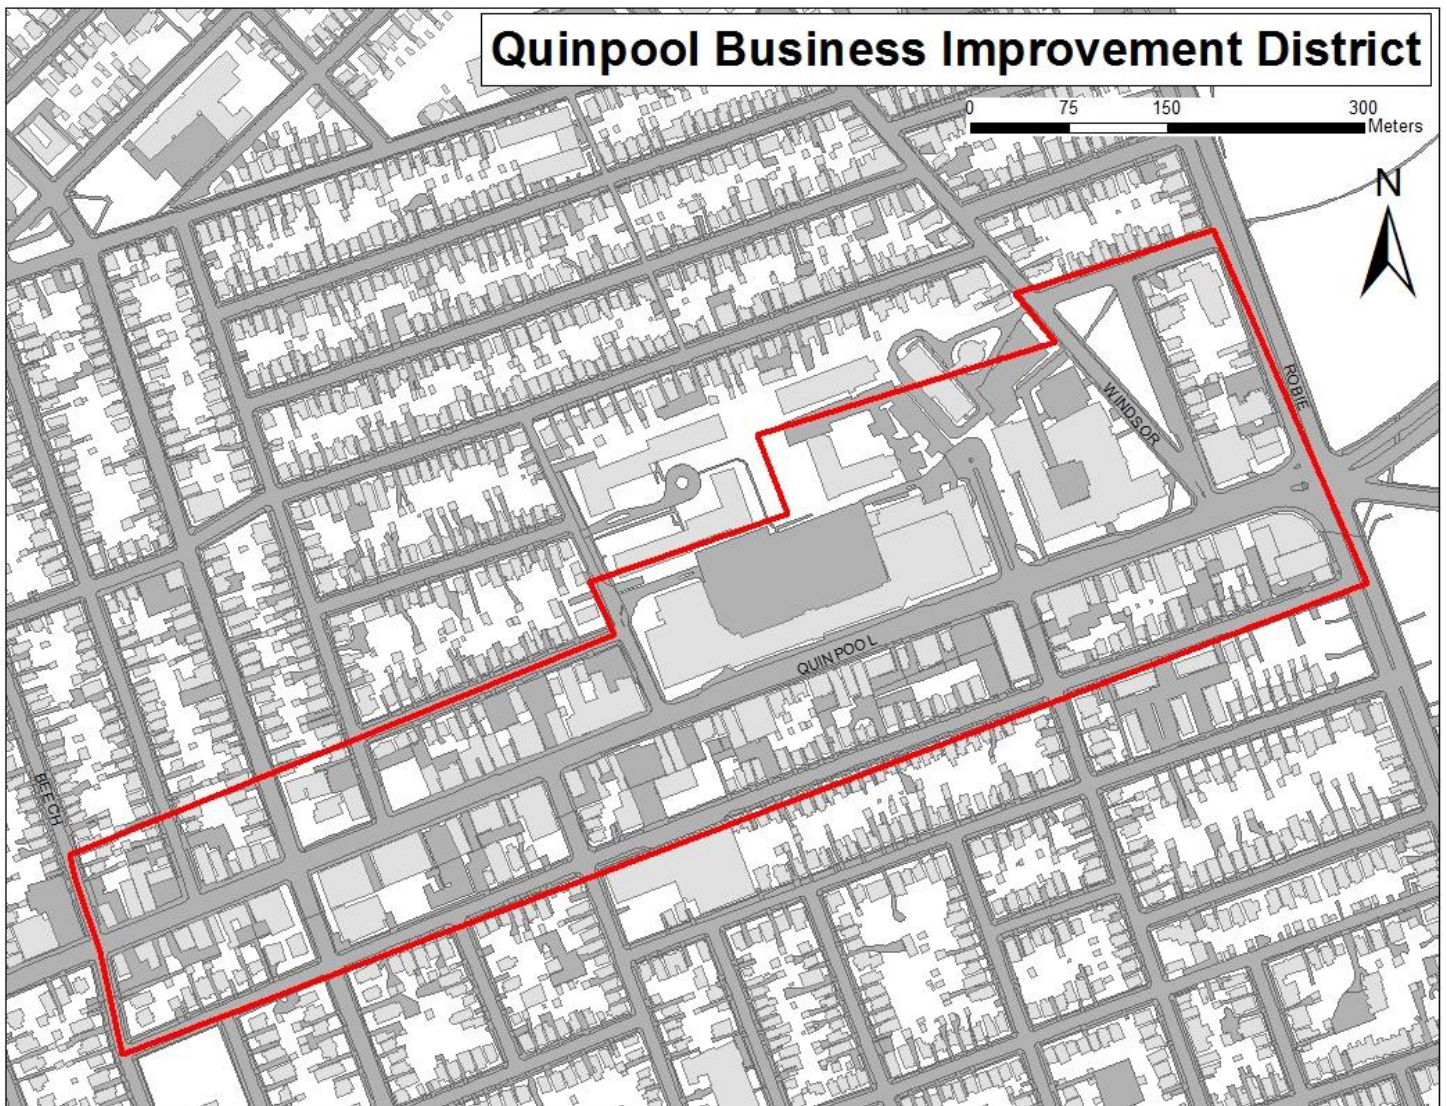 Quinpool Business Improvement District
0 75 150 300
Meters
N
ROBIE
WINDSOR
QUINPOOL
BEECH